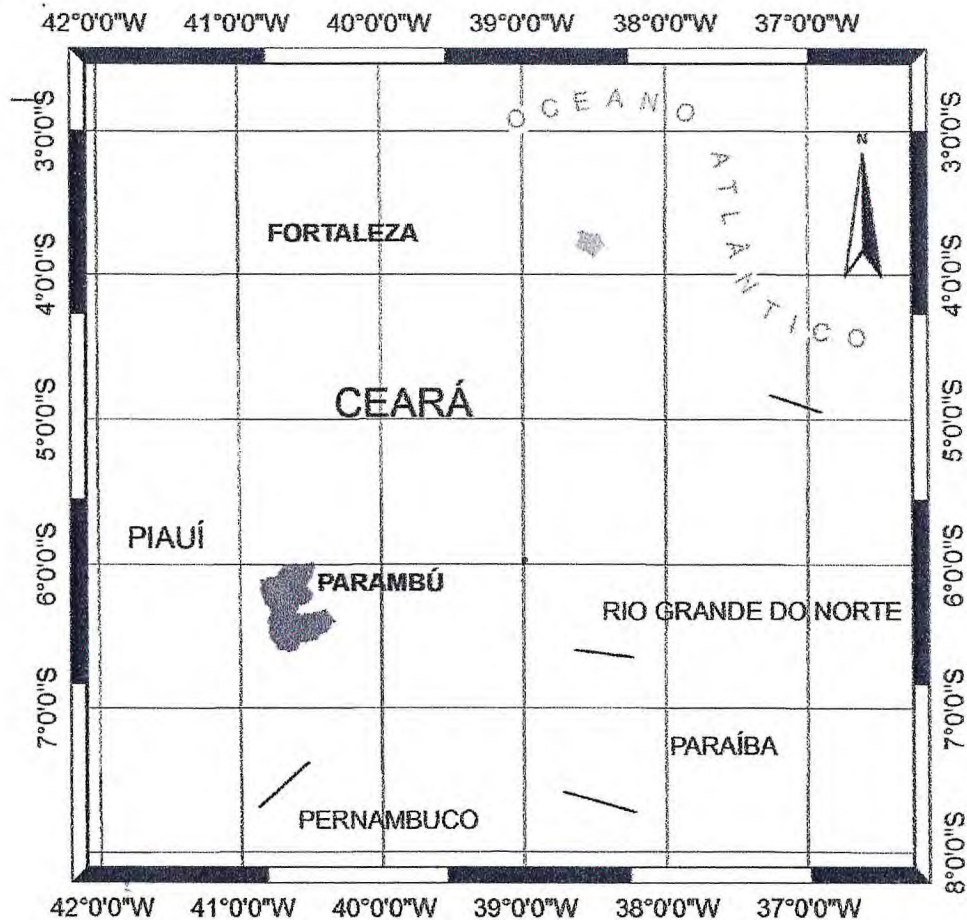 42°0'0"W 41°0'0"W 40°0'0"W 39°0'0"W 38°0'0"W 37°0'0"W
3°0'0"S
4°0'0"S
5°0'0"S
6°0'0"S
7°0'0"S
OCEANO
ATLÂNTICO
N
FORTALEZA
CEARÁ
PIAUÍ
PARAMBÚ
RIO GRANDE DO NORTE
PARAÍBA
PERNAMBUCO
3°0'0"S
4°0'0"S
5°0'0"S
6°0'0"S
7°0'0"S
8°0'0"S
42°0'0"W 41°0'0"W 40°0'0"W 39°0'0"W 38°0'0"W 37°0'0"W